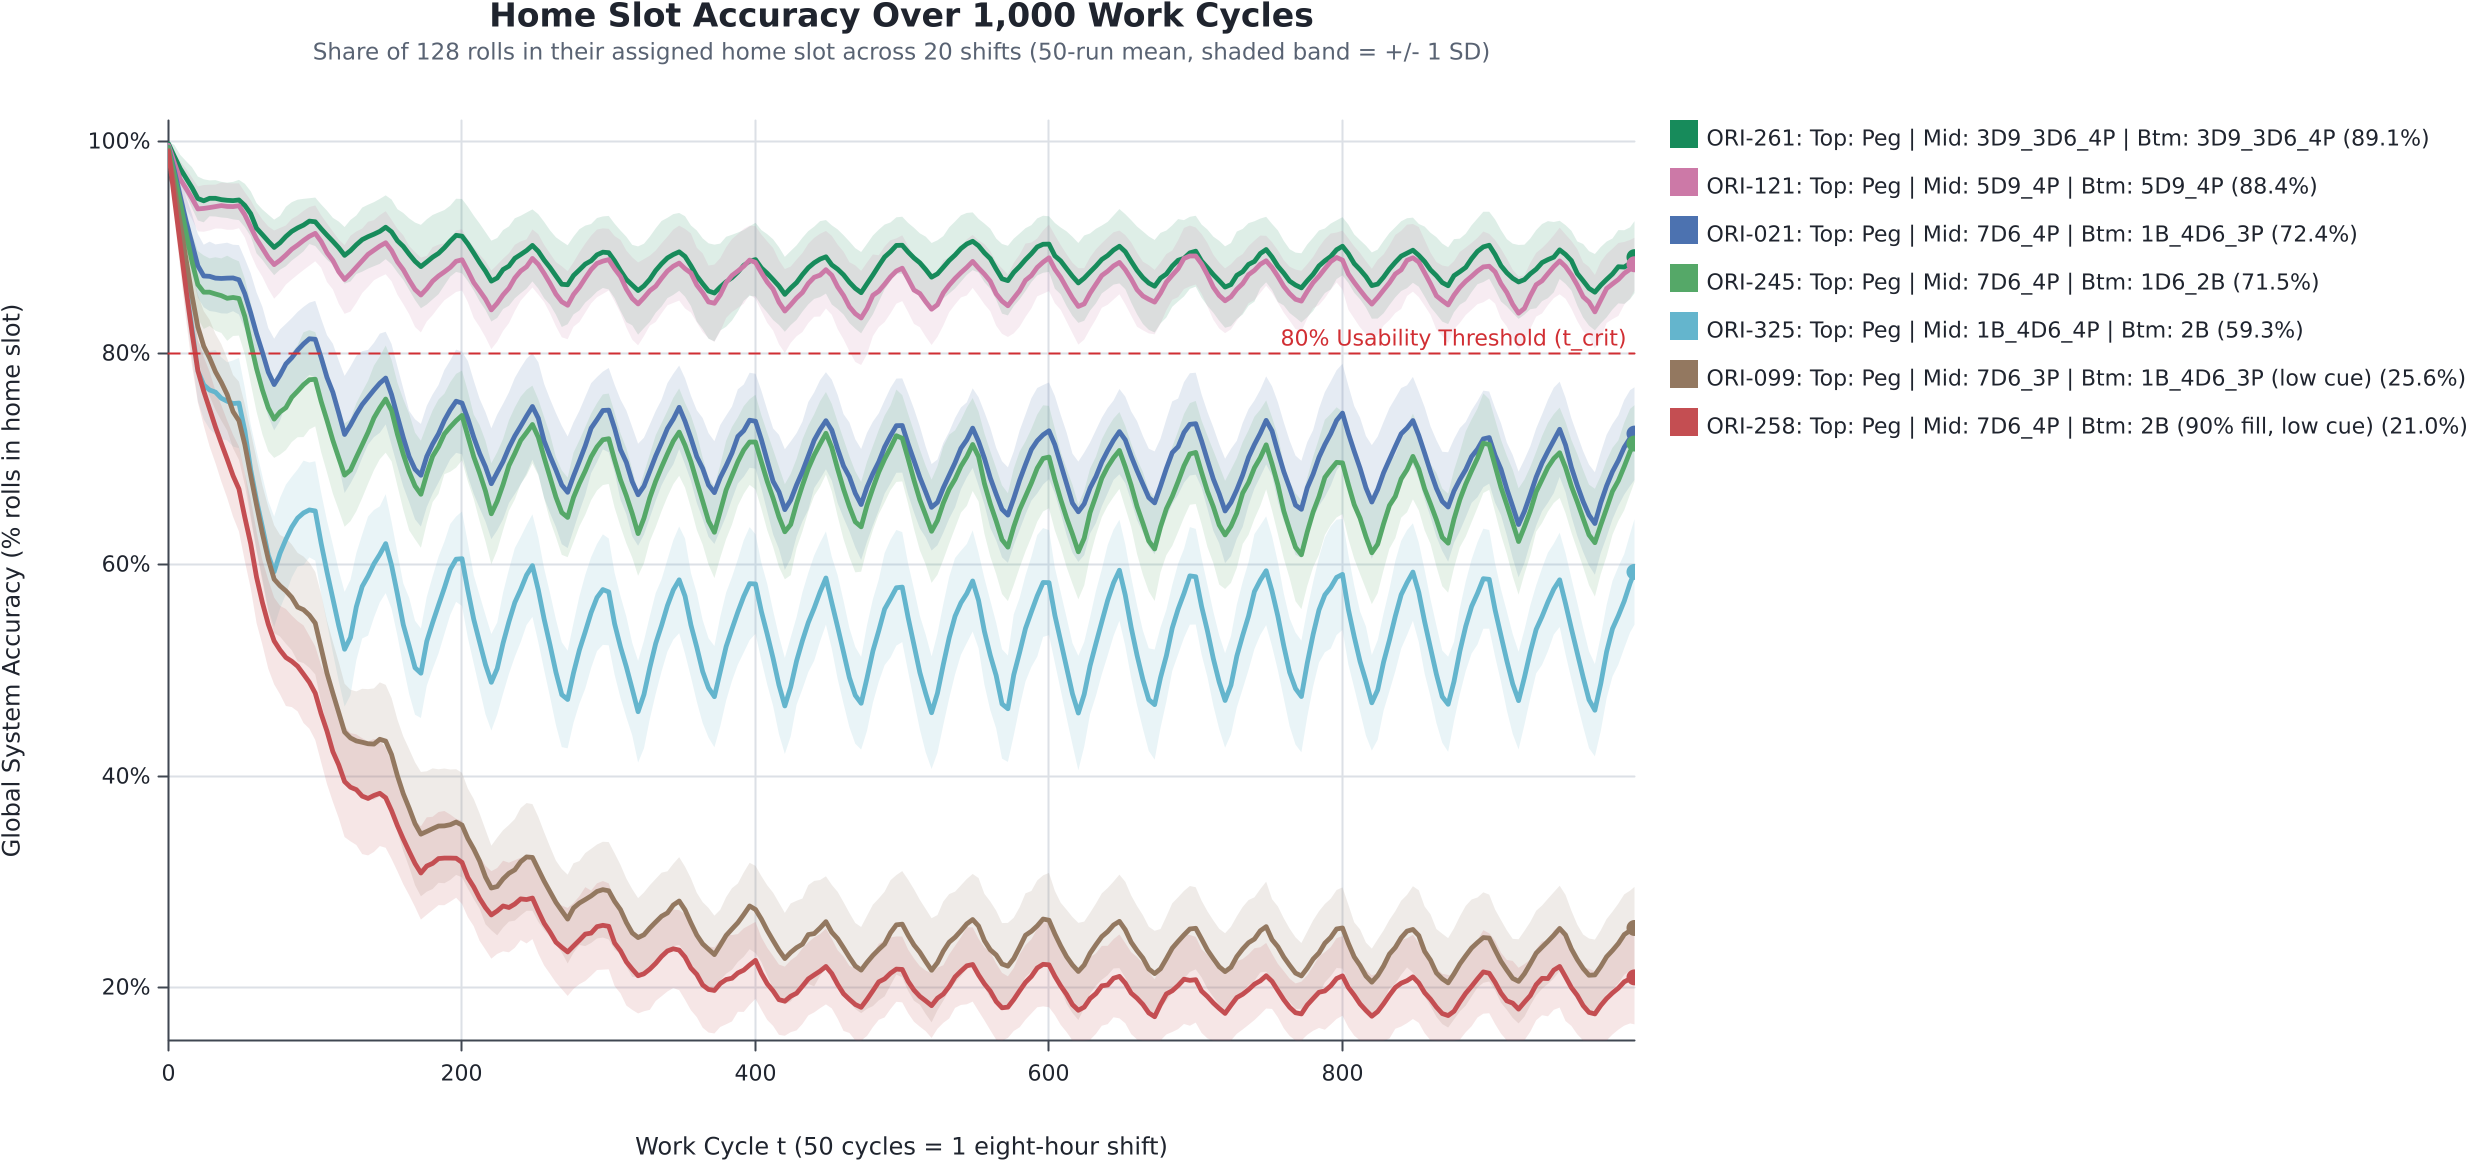 Home Slot Accuracy Over 1,000 Work Cycles
Share of 128 rolls in their assigned home slot across 20 shifts (50-run mean, shaded band = +/- 1 SD)
Global System Accuracy (% rolls in home slot)
100%
80%
60%
40%
20%
80% Usability Threshold (t_crit)
0
200
400
600
800
Work Cycle t (50 cycles = 1 eight-hour shift)
ORI-261: Top: Peg | Mid: 3D9_3D6_4P | Btm: 3D9_3D6_4P (89.1%)
ORI-121: Top: Peg | Mid: 5D9_4P | Btm: 5D9_4P (88.4%)
ORI-021: Top: Peg | Mid: 7D6_4P | Btm: 1B_4D6_3P (72.4%)
ORI-245: Top: Peg | Mid: 7D6_4P | Btm: 1D6_2B (71.5%)
ORI-325: Top: Peg | Mid: 1B_4D6_4P | Btm: 2B (59.3%)
ORI-099: Top: Peg | Mid: 7D6_3P | Btm: 1B_4D6_3P (low cue) (25.6%)
ORI-258: Top: Peg | Mid: 7D6_4P | Btm: 2B (90% fill, low cue) (21.0%)